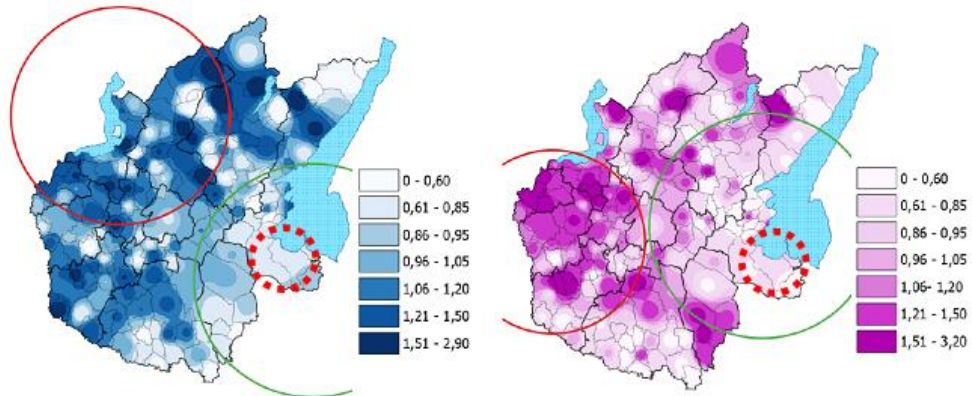 0 - 0,60
0,61 - 0,85
0,86 - 0,95
0,96 - 1,05
1,06 - 1,20
1,21 - 1,50
1,51 - 2,90
0 - 0,60
0,61 - 0,85
0,86 - 0,95
0,96 - 1,05
1,06- 1,20
1,21 - 1,50
1,51 - 3,20